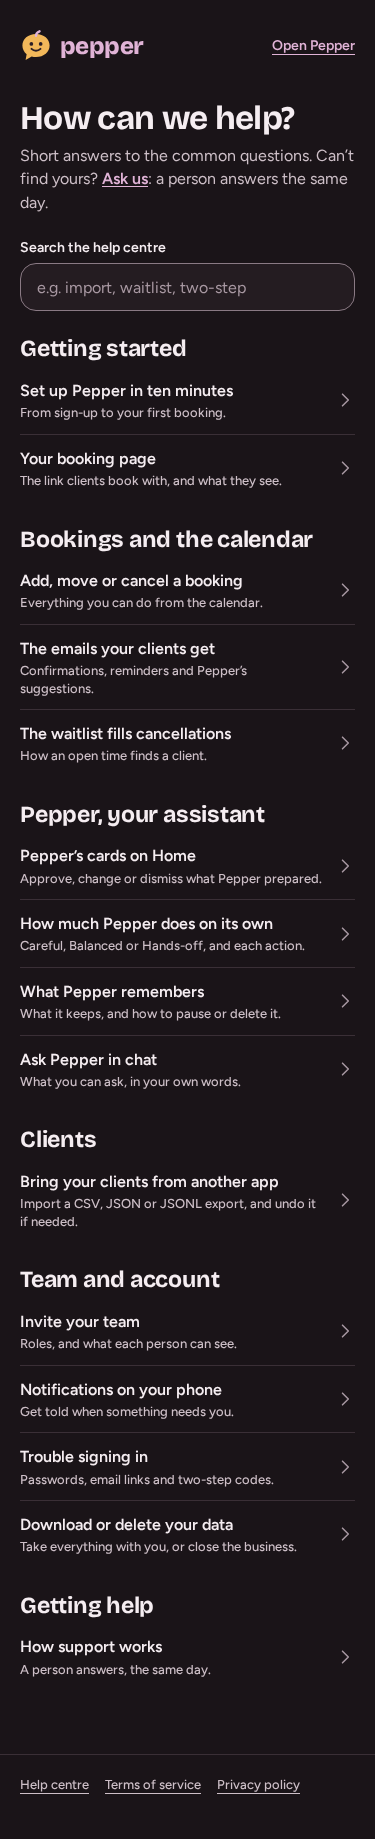 pepper
Open Pepper
How can we help?
Short answers to the common questions. Can’t
find yours? Ask us: a person answers the same
day.
Search the help centre
e.g. import, waitlist, two-step
Getting started
Set up Pepper in ten minutes
From sign-up to your first booking.
Your booking page
The link clients book with, and what they see.
Bookings and the calendar
Add, move or cancel a booking
Everything you can do from the calendar.
The emails your clients get
Confirmations, reminders and Pepper’s
suggestions.
The waitlist fills cancellations
How an open time finds a client.
Pepper, your assistant
Pepper’s cards on Home
Approve, change or dismiss what Pepper prepared.
How much Pepper does on its own
Careful, Balanced or Hands-off, and each action.
What Pepper remembers
What it keeps, and how to pause or delete it.
Ask Pepper in chat
What you can ask, in your own words.
Clients
Bring your clients from another app
Import a CSV, JSON or JSONL export, and undo it
if needed.
Team and account
Invite your team
Roles, and what each person can see.
Notifications on your phone
Get told when something needs you.
Trouble signing in
Passwords, email links and two-step codes.
Download or delete your data
Take everything with you, or close the business.
Getting help
How support works
A person answers, the same day.
Help centre
Terms of service
Privacy policy